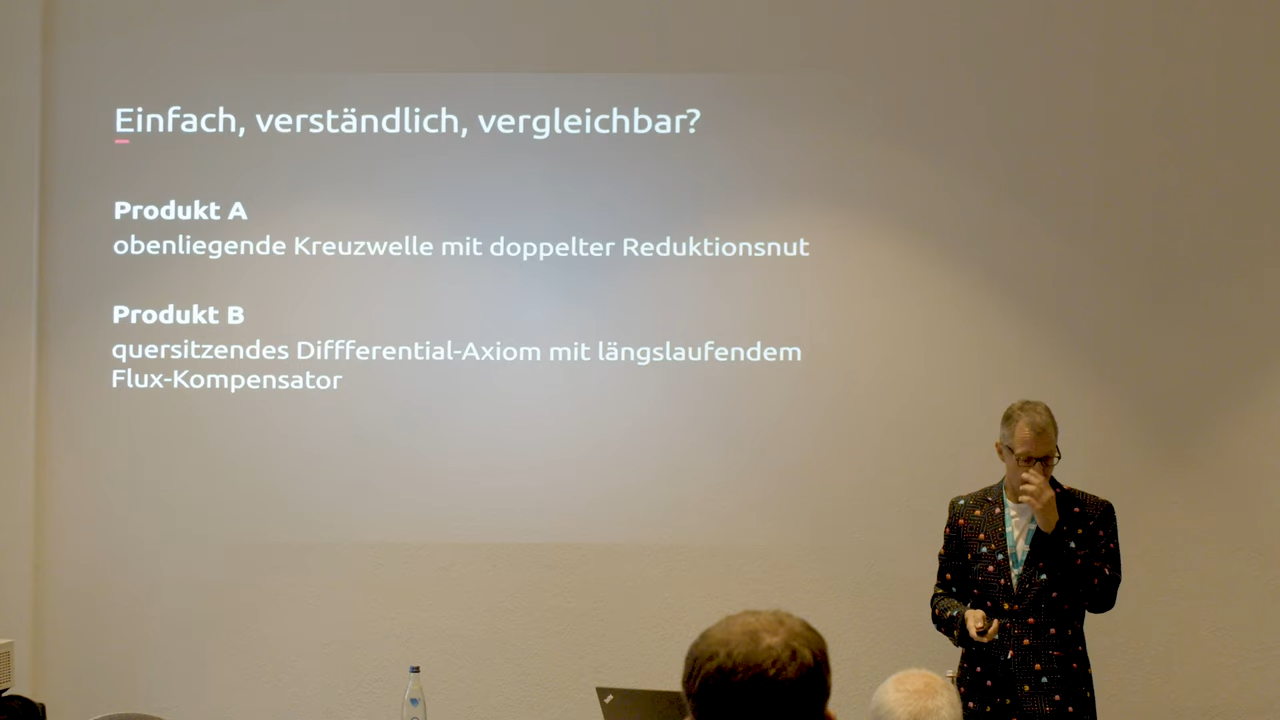 Einfach, verständlich, vergleichbar?
Produkt A
obenliegende Kreuzwelle mit doppelter Reduktionsnut
Produkt B
quersitzendes Diffferential-Axiom mit längslaufendem
Flux-Kompensator